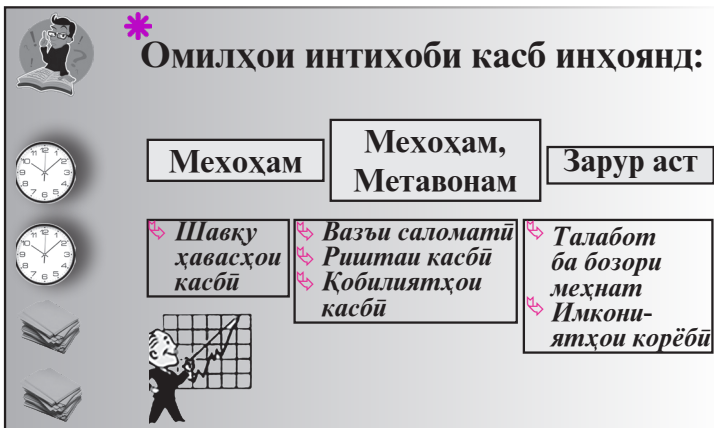 Омилҳои интихоби касб инҳоянд:
Мехоҳам
Мехоҳам,
Метавонам
Зарур аст
Шавқу
ҳавасҳои
касбӣ
Вазъи саломатӣ
Риштаи касбӣ
Қобилиятҳои
касбӣ
Талабот
ба бозори
меҳнат
Имкони-
ятҳои корёбӣ